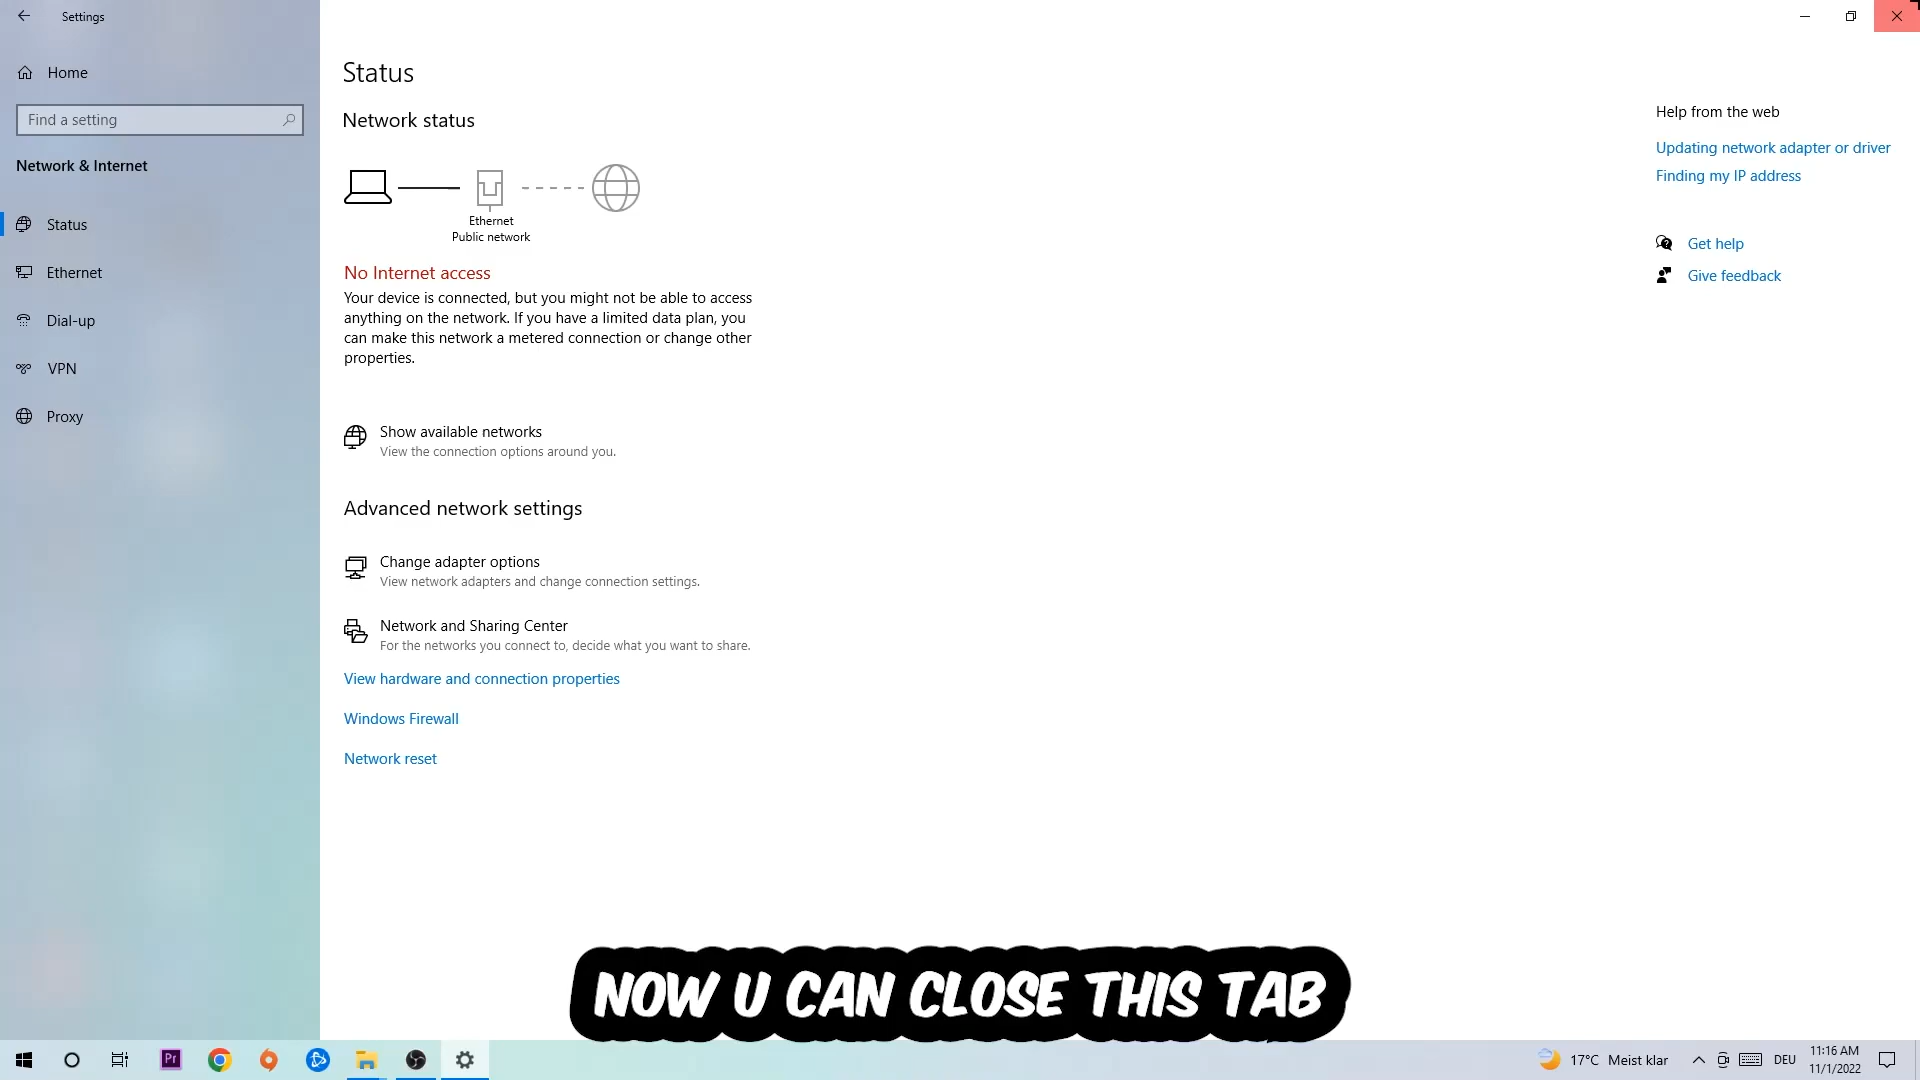 Settings
Home
Find a setting
Network & Internet
Status
Ethernet
Dial-up
VPN
Proxy
Status
Network status
Ethernet
Public network
No Internet access
Your device is connected, but you might not be able to access
anything on the network. If you have a limited data plan, you
can make this network a metered connection or change other
properties.
Show available networks
View the connection options around you.
Advanced network settings
Change adapter options
View network adapters and change connection settings.
Network and Sharing Center
For the networks you connect to, decide what you want to share.
View hardware and connection properties
Windows Firewall
Network reset
Help from the web
Updating network adapter or driver
Finding my IP address
Get help
Give feedback
NOW U CAN CLOSE THIS TAB
Pr
17°C Meist klar
DEU
11:16 AM
11/1/2022